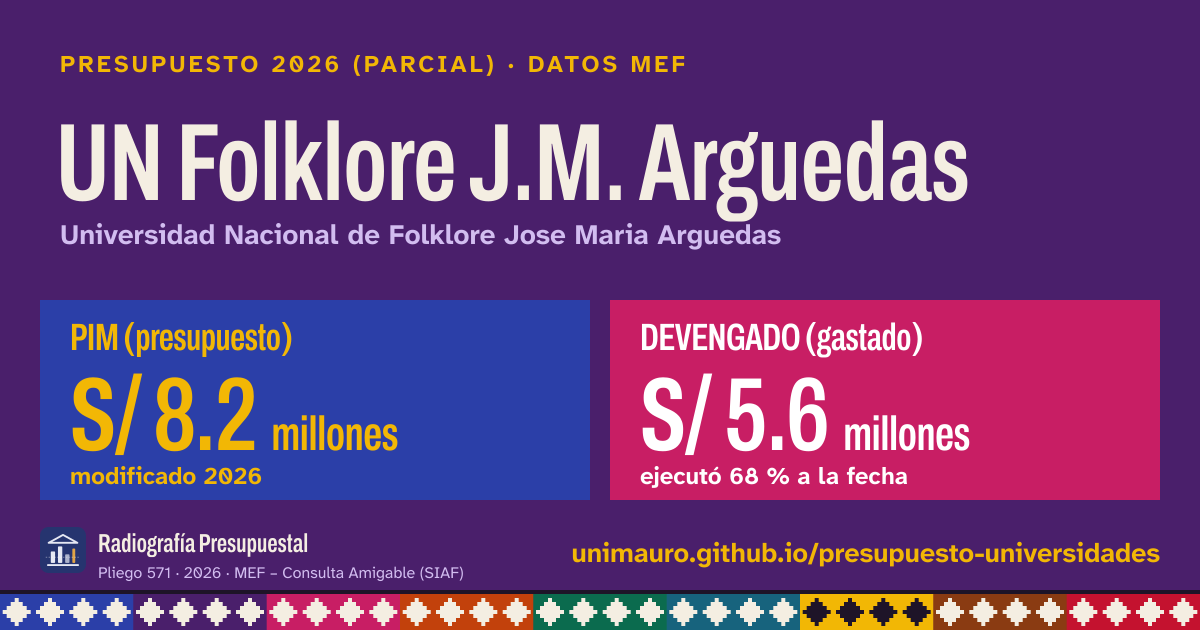 PRESUPUESTO 2026 (PARCIAL) · DATOS MEF
UN Folklore J.M. Arguedas
Universidad Nacional de Folklore Jose Maria Arguedas
PIM (presupuesto)
S/ 8.2 millones
modificado 2026
DEVENGADO (gastado)
S/ 5.6 millones
ejecutó 68 % a la fecha
Radiografía Presupuestal
Pliego 571 · 2026 · MEF – Consulta Amigable (SIAF)
unimauro.github.io/presupuesto-universidades